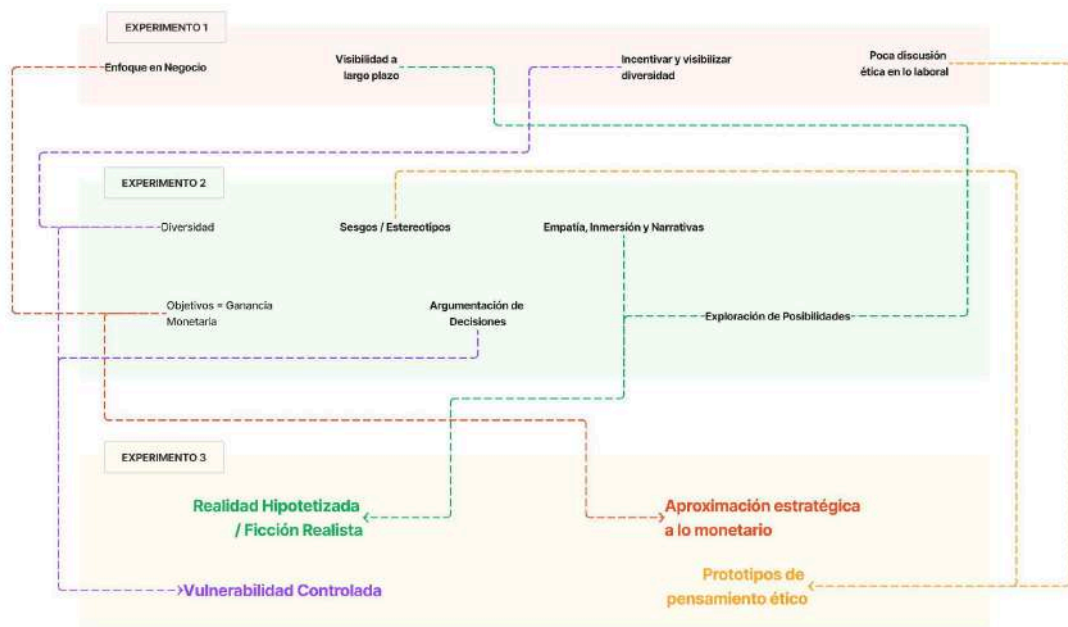 EXPERIMENTO 1
Enfoque en Negocio
Visibilidad a
largo plazo
Incentivar y visibilizar
diversidad
Poca discusión
ética en lo laboral
EXPERIMENTO 2
Diversidad
Sesgos / Estereotipos
Empatía, Inmersión y Narrativas
Objetivos = Ganancia
Monetaria
Argumentación de
Decisiones
Exploración de Posibilidades
EXPERIMENTO 3
Realidad Hipotetizada
/ Ficción Realista
Aproximación estratégica
a lo monetario
Vulnerabilidad Controlada
Prototipos de
pensamiento ético